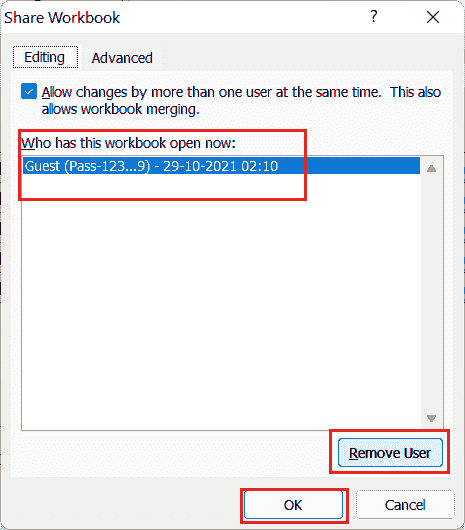 Share Workbook
?
Editing
Advanced
Allow changes by more than one user at the same time. This also
allows workbook merging.
Who has this workbook open now:
Guest (Pass-123...9) - 29-10-2021 02:10
Remove User
OK
Cancel